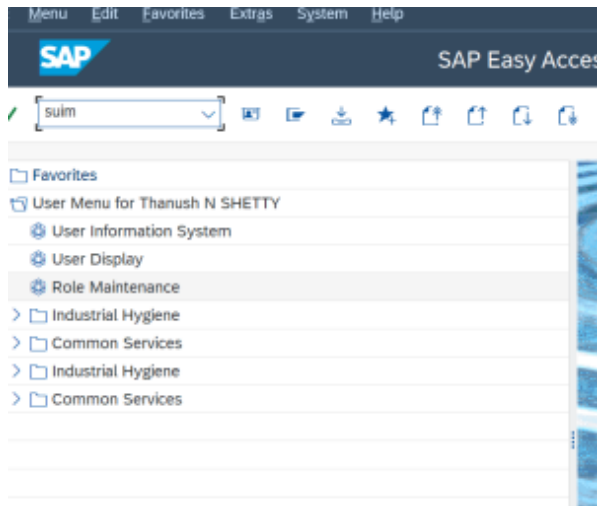 Menu Edit Favorites Extras System Help
SAP SAP Easy Acces
suim
Favorites
User Menu for Thanush N SHETTY
User Information System
User Display
Role Maintenance
Industrial Hygiene
Common Services
Industrial Hygiene
Common Services